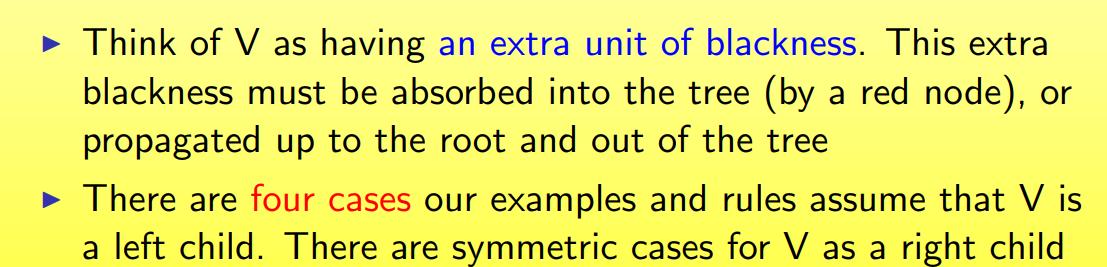 ▶ Think of V as having an extra unit of blackness. This extra
blackness must be absorbed into the tree (by a red node), or
propagated up to the root and out of the tree
▶ There are four cases our examples and rules assume that V is
a left child. There are symmetric cases for V as a right child